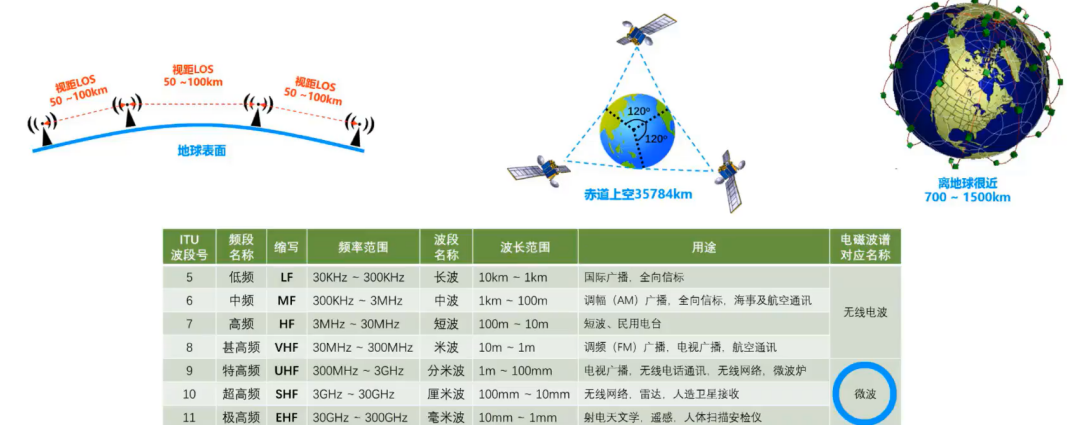 视距LOS
50 ~100km
视距LOS
50 ~100km
视距LOS
50 ~100km
地球表面
120°
120°
赤道上空35784km
离地球很近
700 ~ 1500km
ITU 波段号 频段名称 缩写 频率范围 波段名称 波长范围 用途 电磁波谱对应名称
5 低频 LF 30KHz ~ 300KHz 长波 10km ~ 1km 国际广播、全向信标
6 中频 MF 300KHz ~ 3MHz 中波 1km ~ 100m 调幅（AM）广播、全向信标、海事及航空通讯
无线电波
7 高频 HF 3MHz ~ 30MHz 短波 100m ~ 10m 短波、民用电台
8 甚高频 VHF 30MHz ~ 300MHz 米波 10m ~ 1m 调频（FM）广播、电视广播、航空通讯
9 特高频 UHF 300MHz ~ 3GHz 分米波 1m ~ 100mm 电视广播、无线电话通讯、无线网络、微波炉
10 超高频 SHF 3GHz ~ 30GHz 厘米波 100mm ~ 10mm 无线网络、雷达、人造卫星接收 微波
11 极高频 EHF 30GHz ~ 300GHz 毫米波 10mm ~ 1mm 射电天文学、遥感、人体扫描安检仪